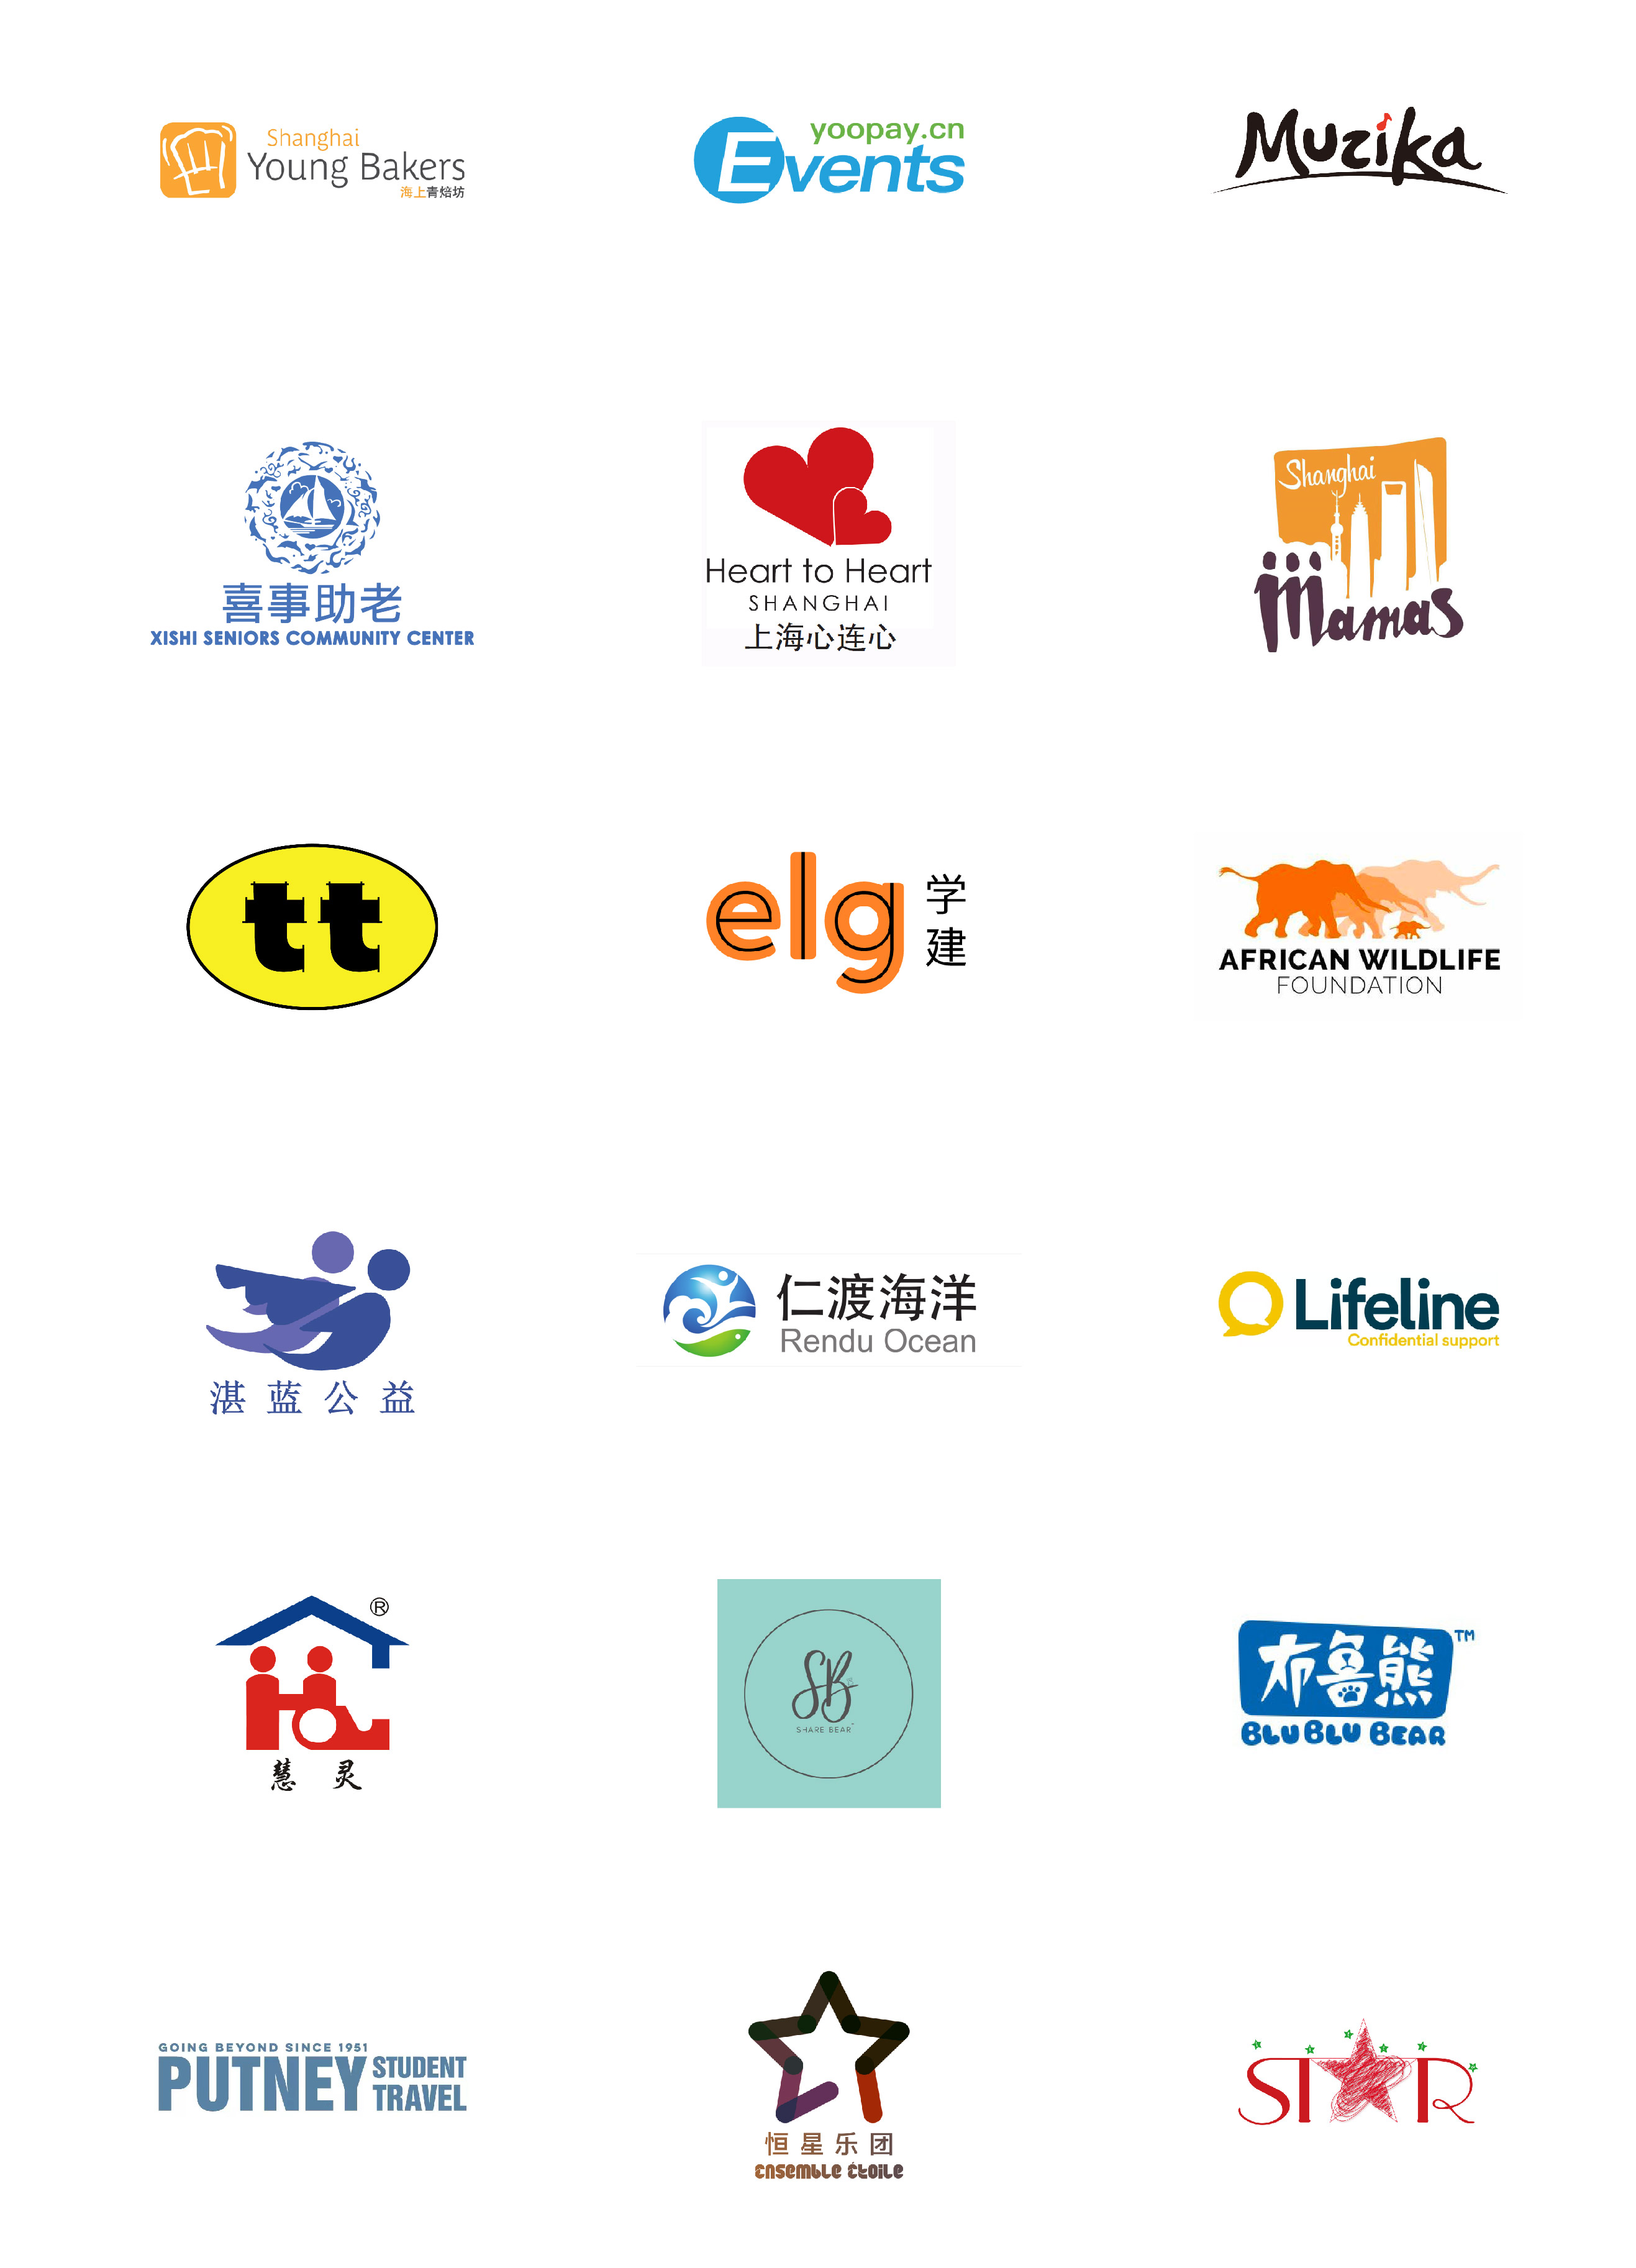 Shanghai
Young Bakers
海上青焙坊
yoopay.cn
Events
Muzika
喜事助老
XISHI SENIORS COMMUNITY CENTER
Heart to Heart
SHANGHAI
上海心连心
Shanghai
Mamas
tt
elg
学
建
AFRICAN WILDLIFE
FOUNDATION
湛蓝公益
仁渡海洋
Rendu Ocean
Lifeline
Confidential support
®
慧灵
SB
SHARE BEAR
布鲁熊 TM
BLU BLU BEAR
GOING BEYOND SINCE 1951
PUTNEY STUDENT
TRAVEL
恒星乐团
Ensemble Étoile
STAR